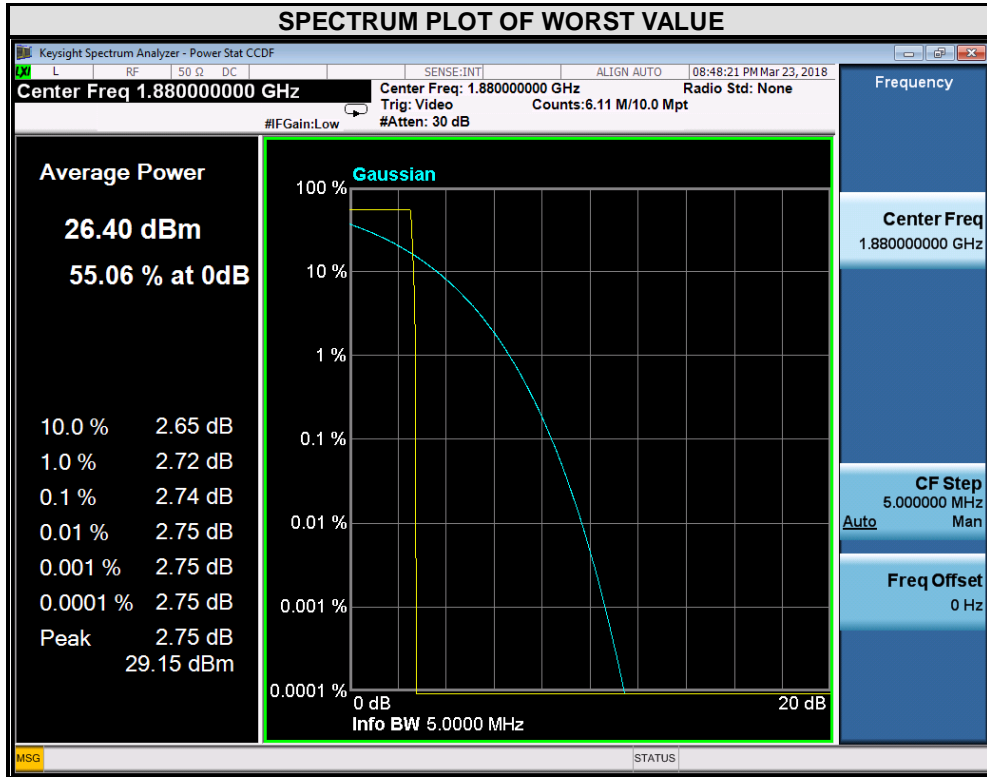 SPECTRUM PLOT OF WORST VALUE
Keysight Spectrum Analyzer - Power Stat CCDF
LXI L RF 50 Ω DC SENSE:INT ALIGN AUTO 08:48:21 PM Mar 23, 2018
Center Freq 1.880000000 GHz
Center Freq: 1.880000000 GHz Radio Std: None
Trig: Video Counts:6.11 M/10.0 Mpt
#IFGain:Low #Atten: 30 dB
Average Power
26.40 dBm
55.06 % at 0dB
10.0 % 2.65 dB
1.0 % 2.72 dB
0.1 % 2.74 dB
0.01 % 2.75 dB
0.001 % 2.75 dB
0.0001 % 2.75 dB
Peak 2.75 dB
29.15 dBm
Gaussian
100 %
10 %
1 %
0.1 %
0.01 %
0.001 %
0.0001 %
0 dB 20 dB
Info BW 5.0000 MHz
Frequency
Center Freq
1.880000000 GHz
CF Step
5.000000 MHz
Auto Man
Freq Offset
0 Hz
MSG STATUS